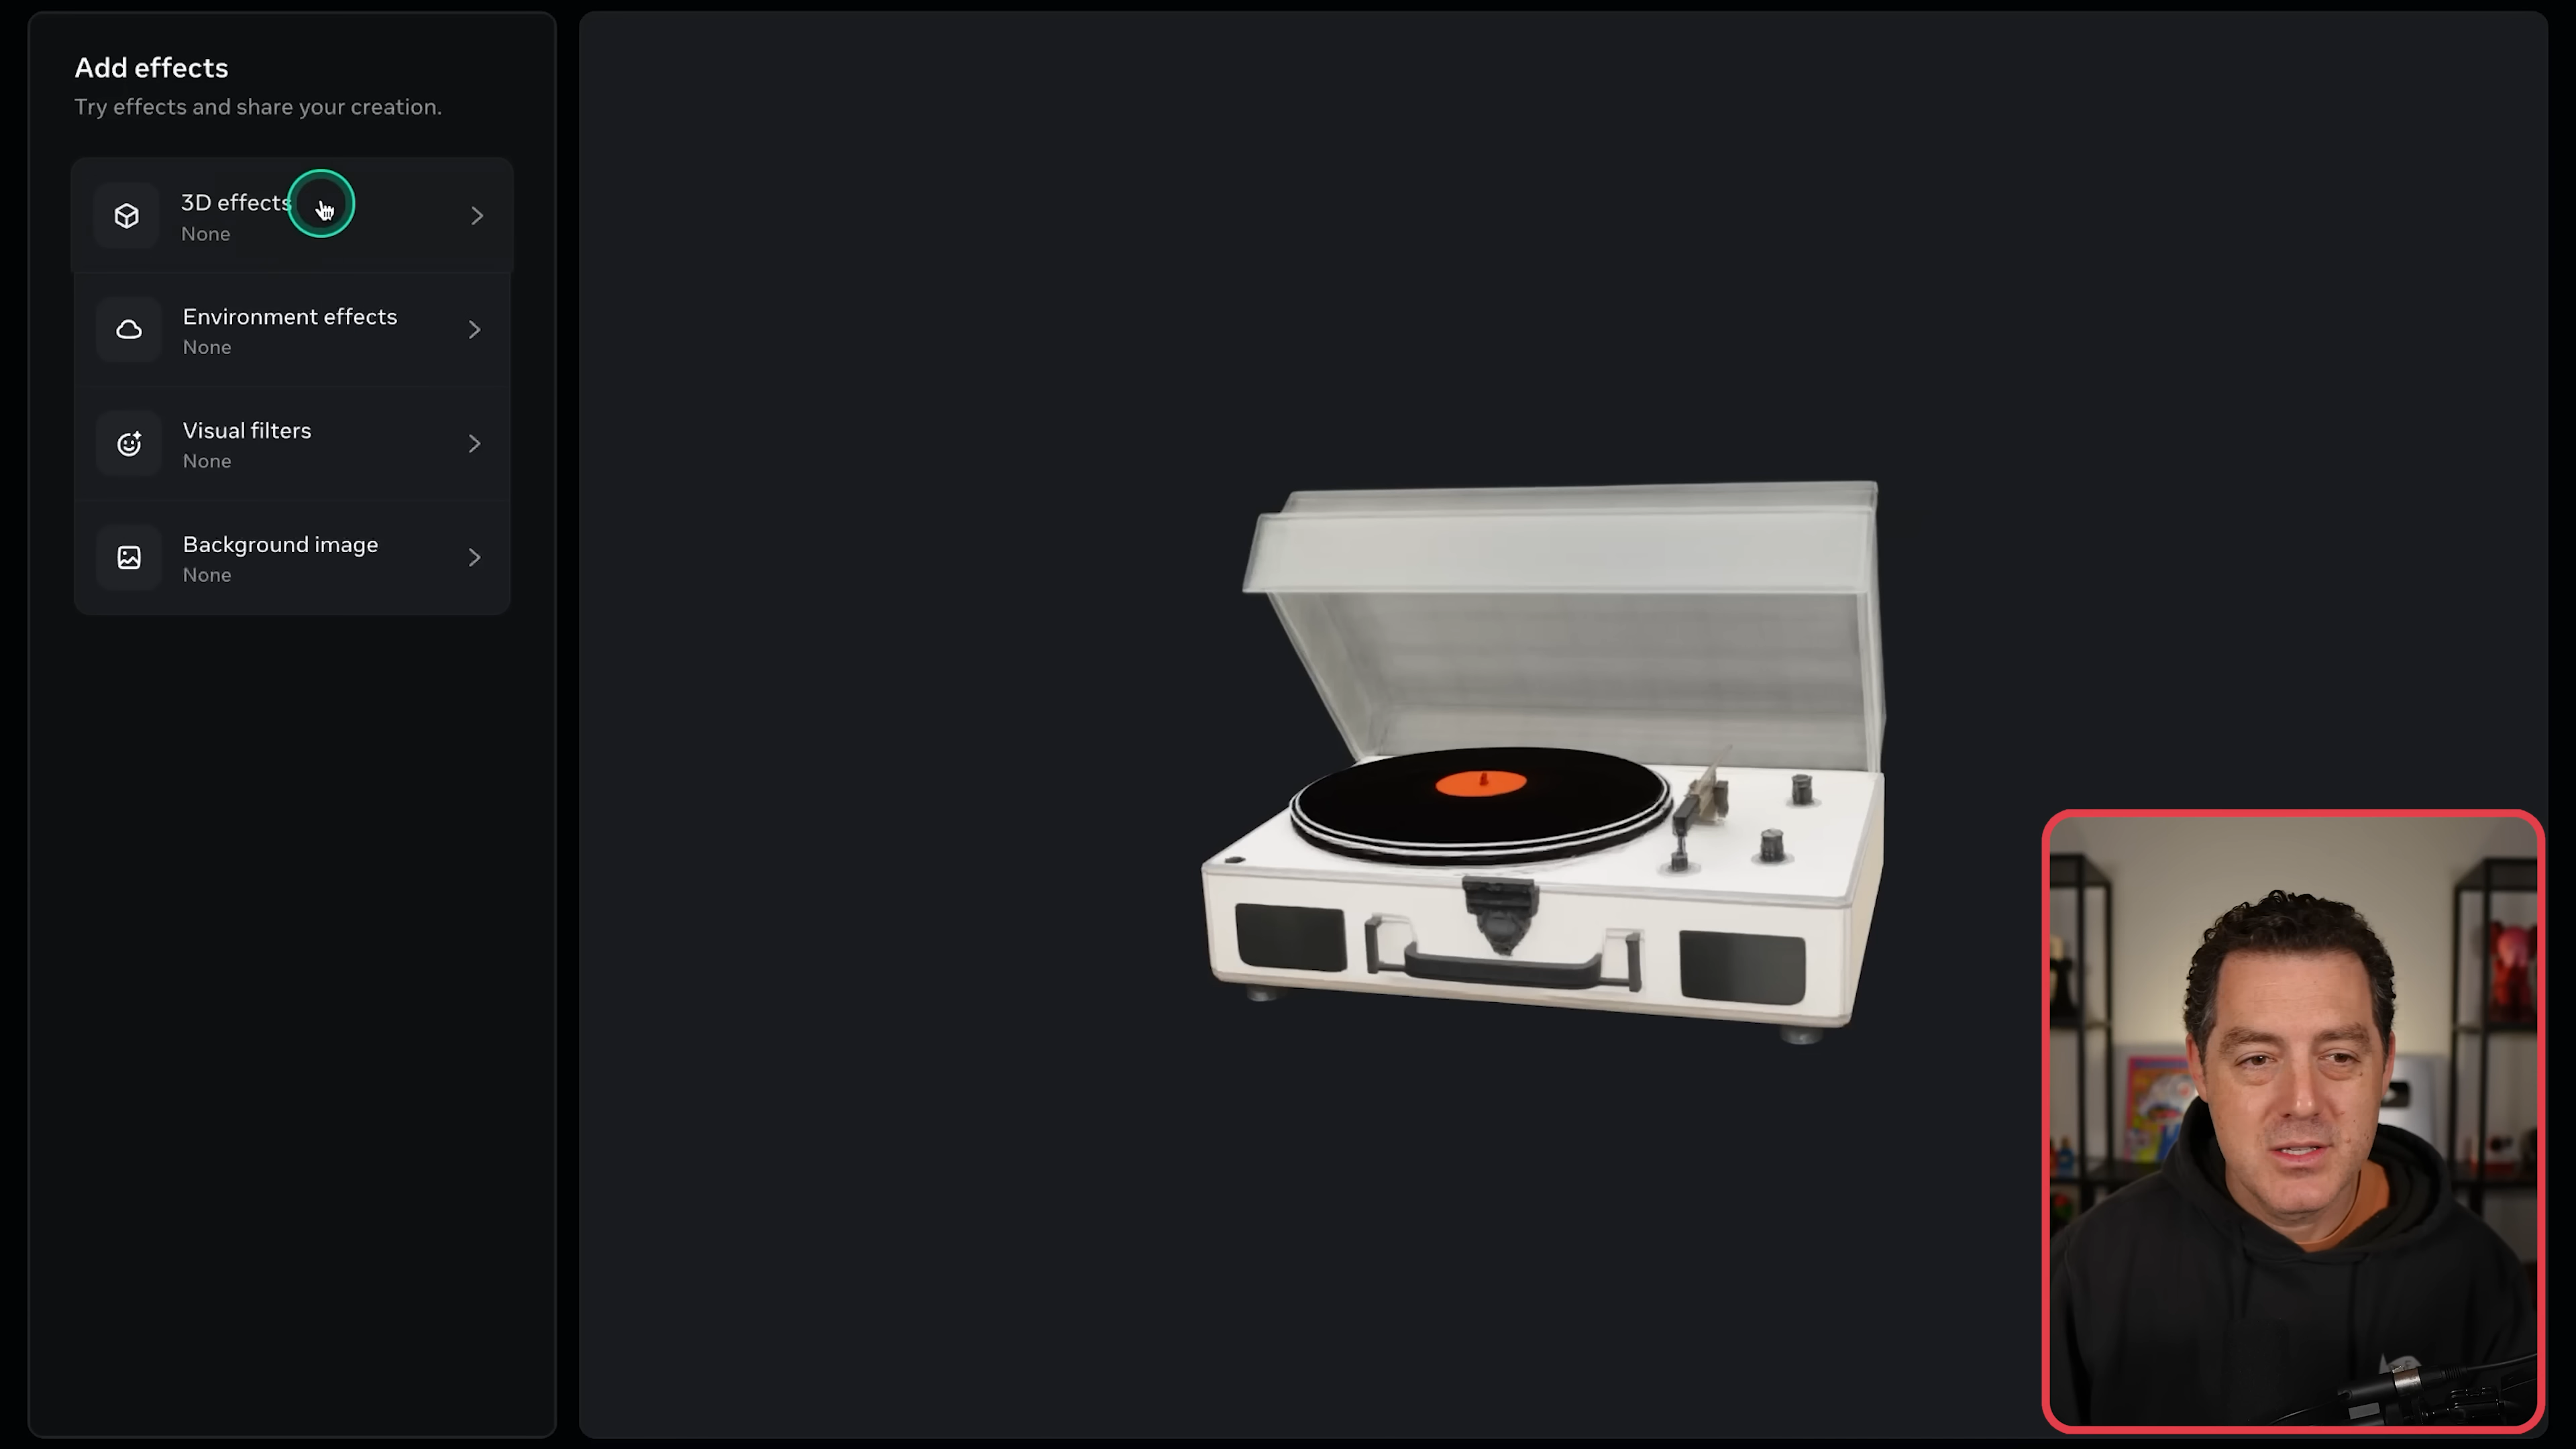 Add effects
Try effects and share your creation.
3D effects
None
Environment effects
None
Visual filters
None
Background image
None